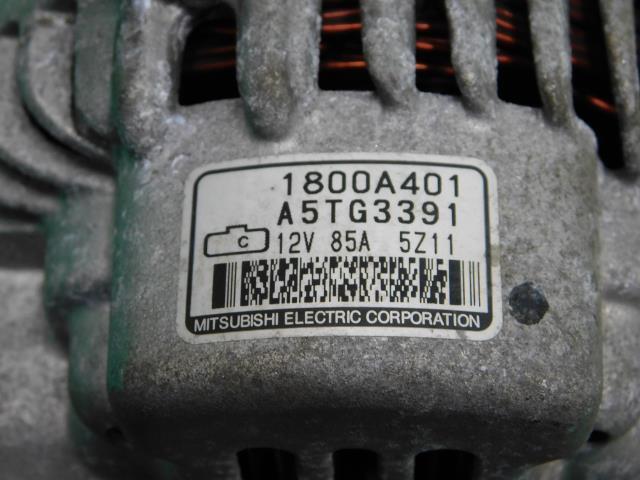 1800A401
A5TG3391
C 12V 85A 5Z11
MITSUBISHI ELECTRIC CORPORATION